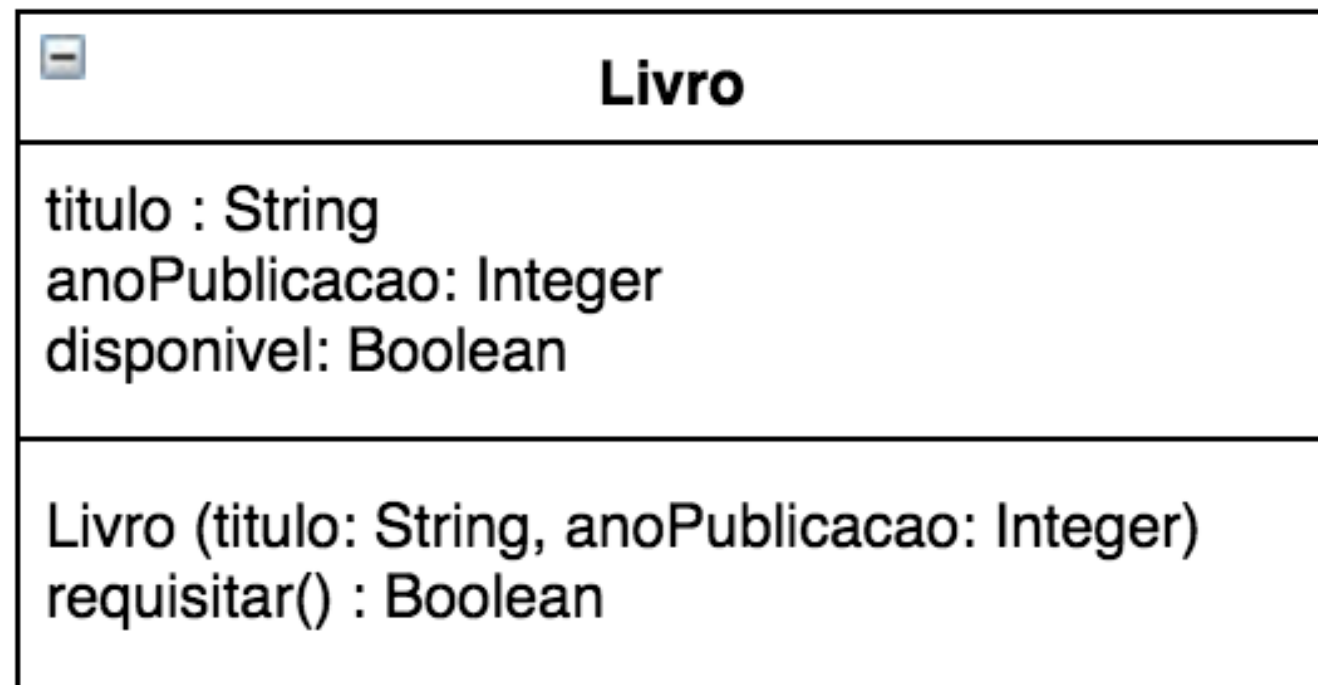 Livro
titulo : String
anoPublicacao: Integer
disponivel: Boolean
Livro (titulo: String, anoPublicacao: Integer)
requisitar() : Boolean